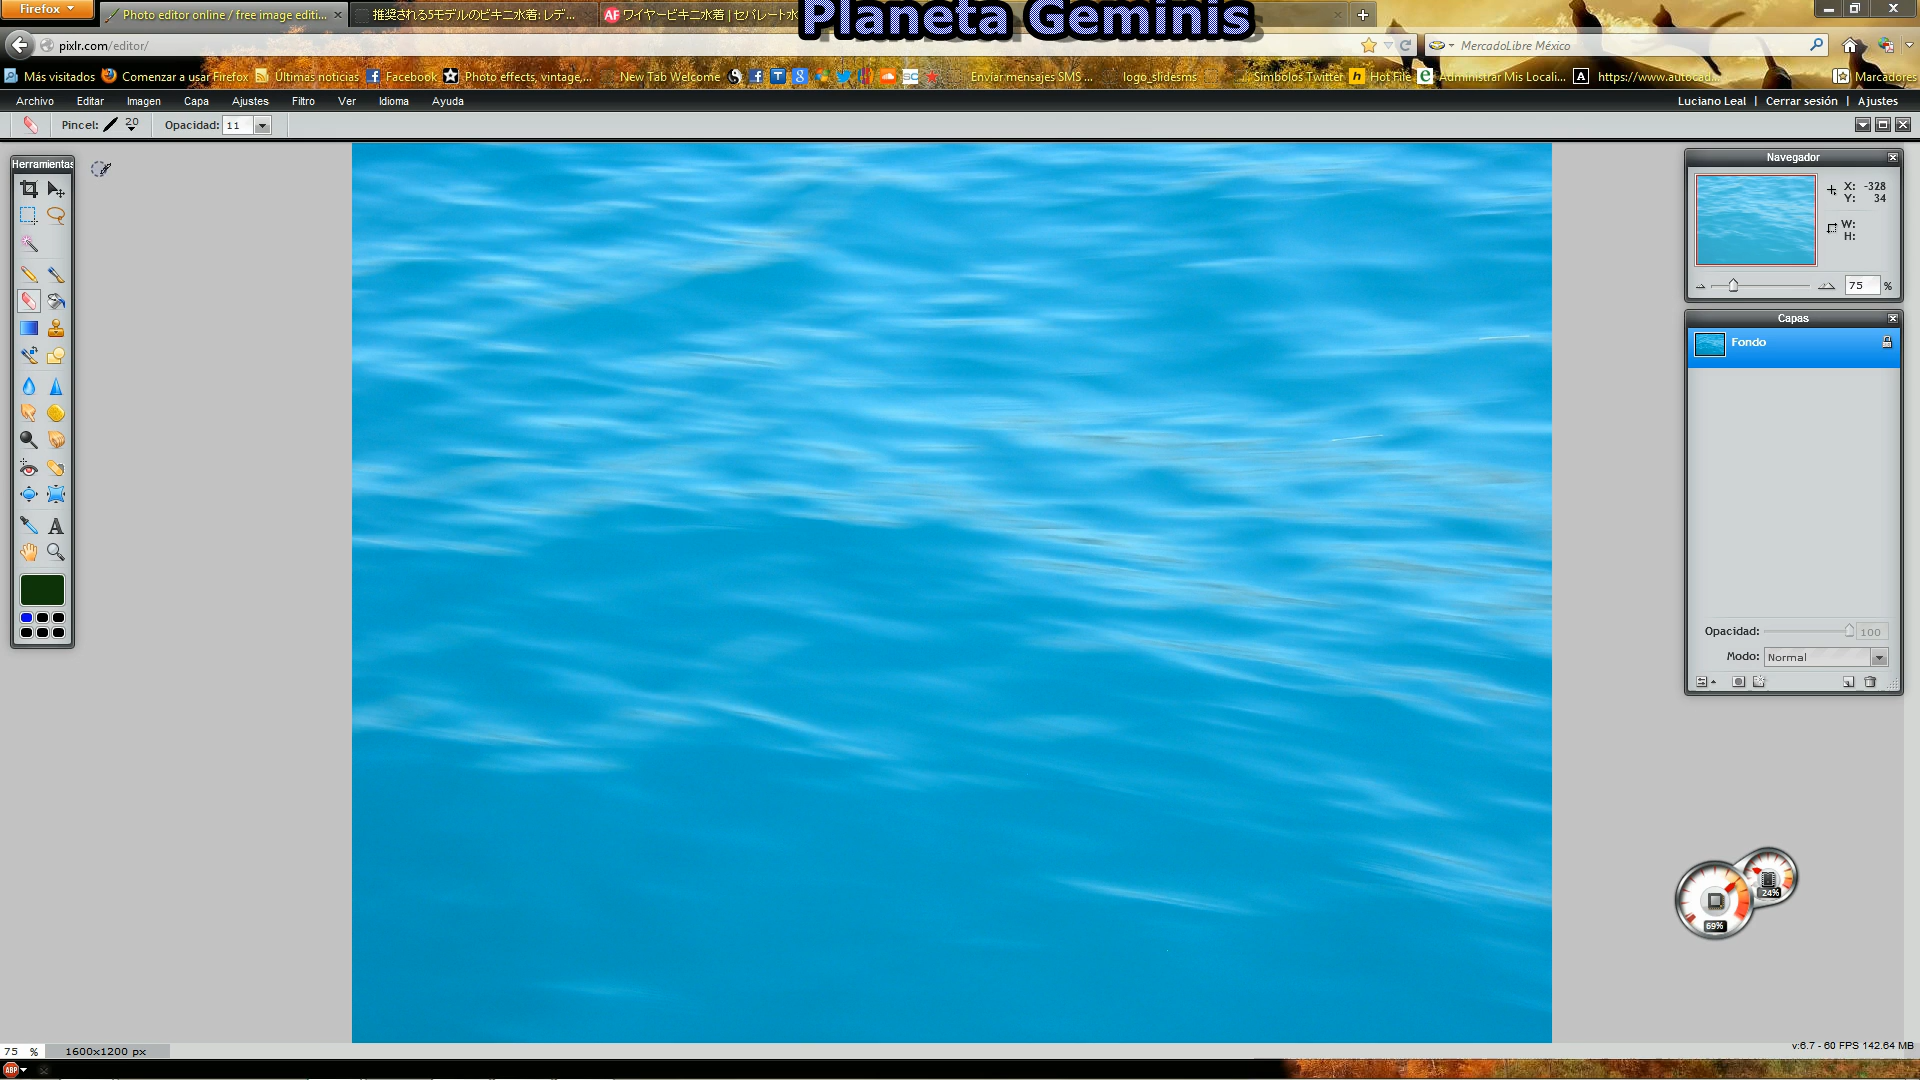 Planeta Geminis
Firefox
Photo editor online / free image editi...
推奨される5モデルのビキニ水着: レデ...
AF ワイヤービキニ水着 | セパレート水
pixlr.com/editor/
MercadoLibre México
Más visitados
Comenzar a usar Firefox
Últimas noticias
Facebook
Photo effects, vintage,...
New Tab Welcome
Enviar mensajes SMS ...
logo_slidesms
Simbolos Twitter
Hot File
Administrar Mis Locali...
https://www.autocad...
Marcadores
Archivo Editar Imagen Capa Ajustes Filtro Ver Idioma Ayuda
Luciano Leal | Cerrar sesión | Ajustes
Pincel: 20 Opacidad: 11
Herramientas
Navegador
X: -328
Y: 34
W:
H:
75 %
Capas
Fondo
Opacidad: 100
Modo: Normal
24%
69%
75 % 1600x1200 px
v:6.7 - 60 FPS 142.64 MB
ABP